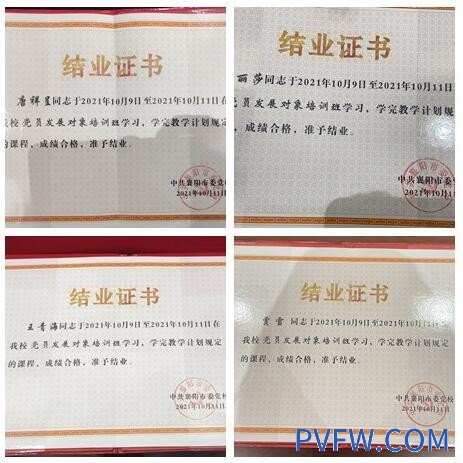 结业证书
唐祥昱同志于2021年10月9日至2021年10月11日在
我校党员发展对象培训班学习，学完教学计划规定
的课程，成绩合格，准予结业。
中共襄阳市委党校
2021年10月11日
结业证书
丽莎同志于2021年10月9日至2021年10月11日
党员发展对象培训班学习，学完教学计划规
，成绩合格，准予结业。
中共襄阳市委党
2021年10月1
结业证书
王青海同志于2021年10月9日至2021年10月11日在
我校党员发展对象培训班学习，学完教学计划规定
的课程，成绩合格，准予结业。
中共襄阳市委党校
2021年10月11日
结业证书
同志于2021年10月9日至2021年10月11日
我校党员发展对象培训班学习，学完教学计划规定
的课程，成绩合格，准予结业。
中共襄阳市委党校
2021年10月11日
PVFW.COM